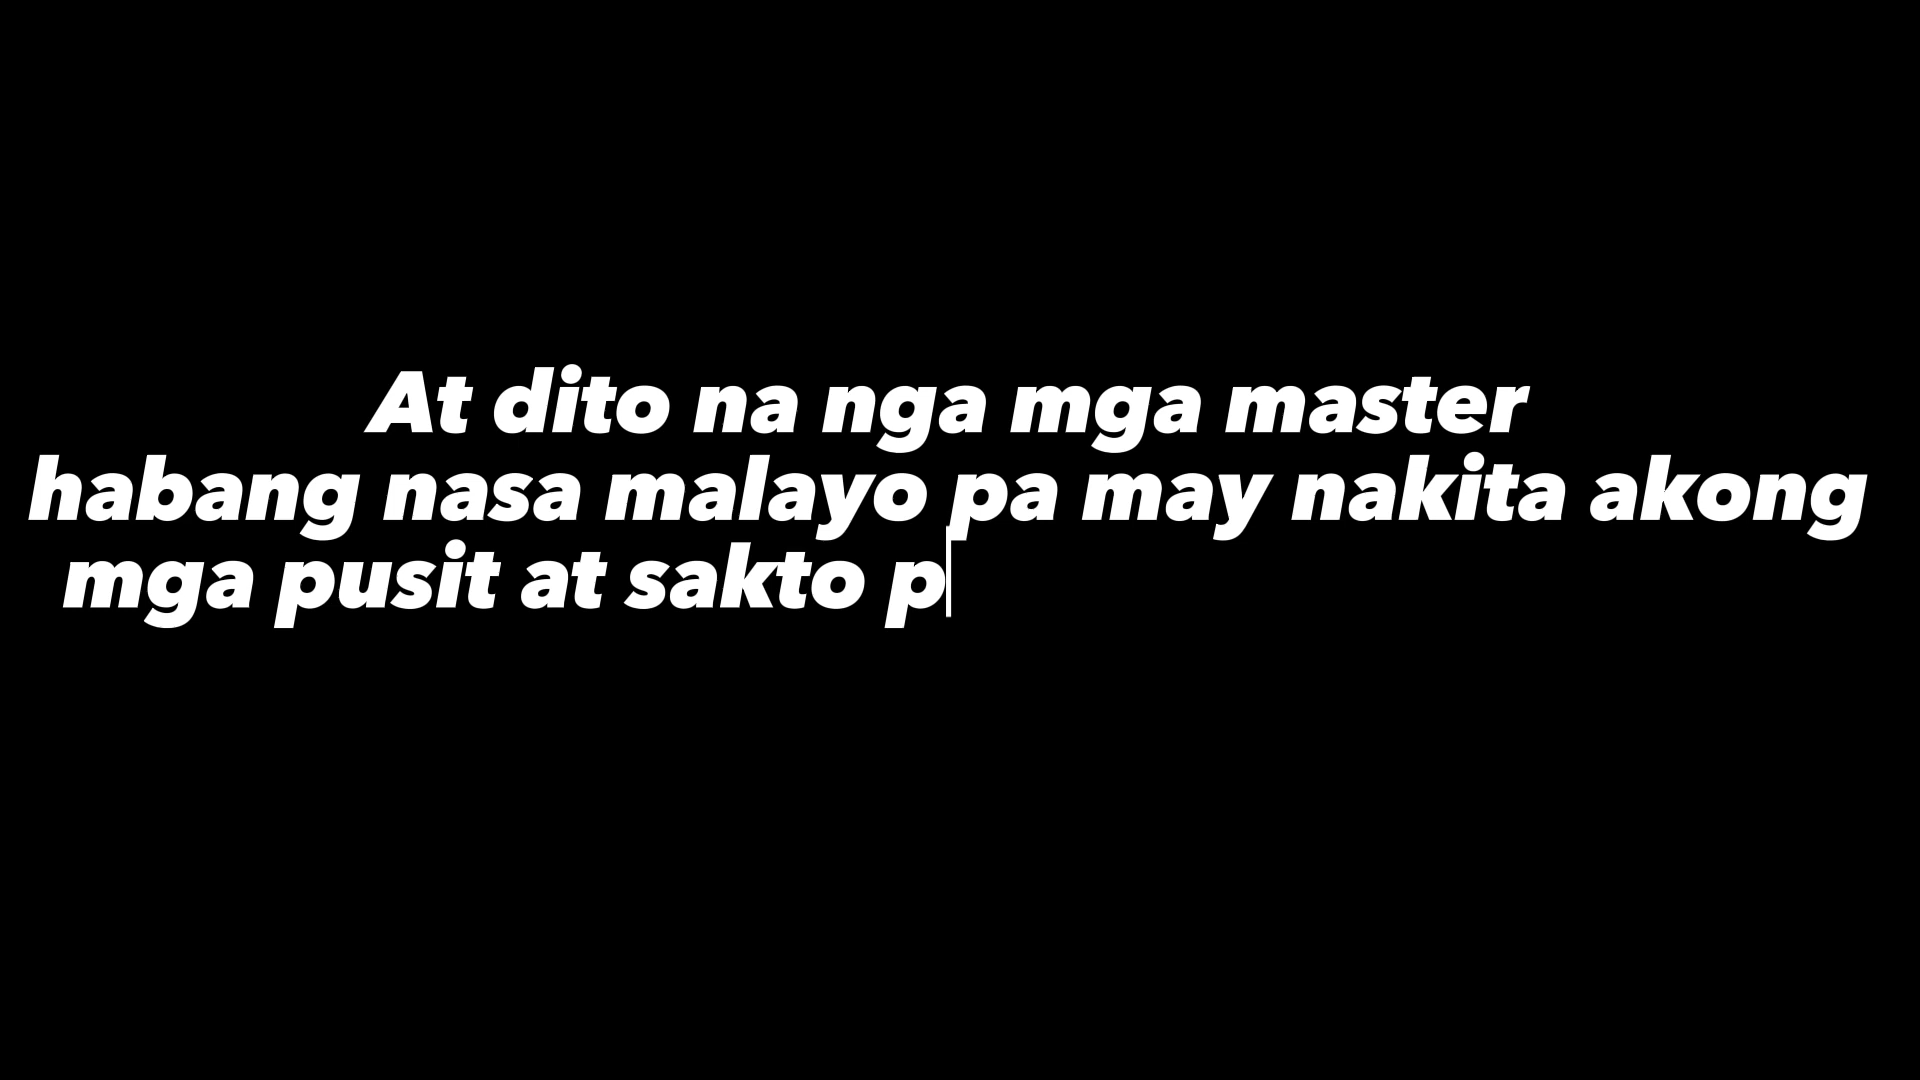 At dito na nga mga master
habang nasa malayo pa may nakita akong
mga pusit at sakto p